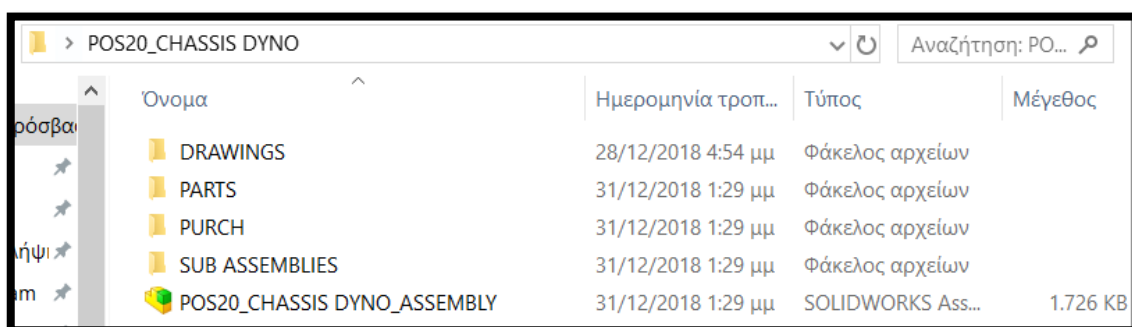 > POS20_CHASSIS DYNO Αναζήτηση: PO...
Όνομα Ημερομηνία τροπ... Τύπος Μέγεθος
DRAWINGS 28/12/2018 4:54 μμ Φάκελος αρχείων
PARTS 31/12/2018 1:29 μμ Φάκελος αρχείων
PURCH 31/12/2018 1:29 μμ Φάκελος αρχείων
SUB ASSEMBLIES 31/12/2018 1:29 μμ Φάκελος αρχείων
POS20_CHASSIS DYNO_ASSEMBLY 31/12/2018 1:29 μμ SOLIDWORKS Ass... 1.726 KB